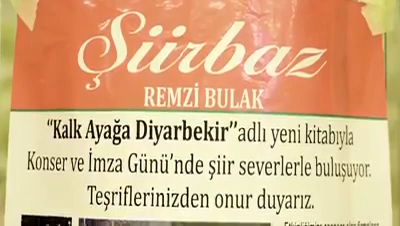 Şiirbaz
REMZİ BULAK
"Kalk Ayağa Diyarbekir" adlı yeni kitabıyla
Konser ve İmza Günü'nde şiir severlerle buluşuyor.
Teşriflerinizden onur duyarız.